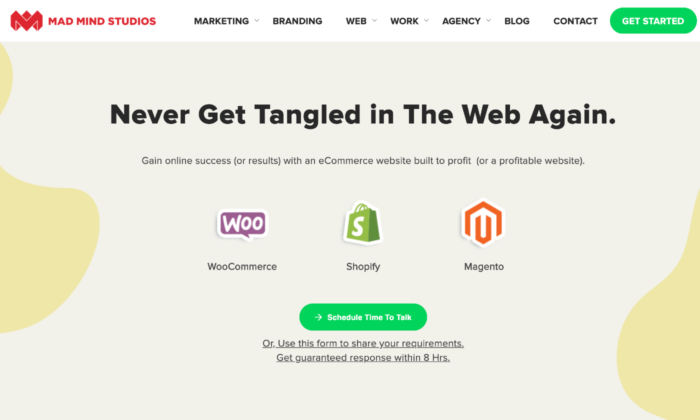 MAD MIND STUDIOS
MARKETING BRANDING WEB WORK AGENCY BLOG CONTACT GET STARTED
Never Get Tangled in The Web Again.
Gain online success (or results) with an eCommerce website built to profit (or a profitable website).
WOO
S
WooCommerce Shopify Magento
Schedule Time To Talk
Or, Use this form to share your requirements.
Get guaranteed response within 8 Hrs.